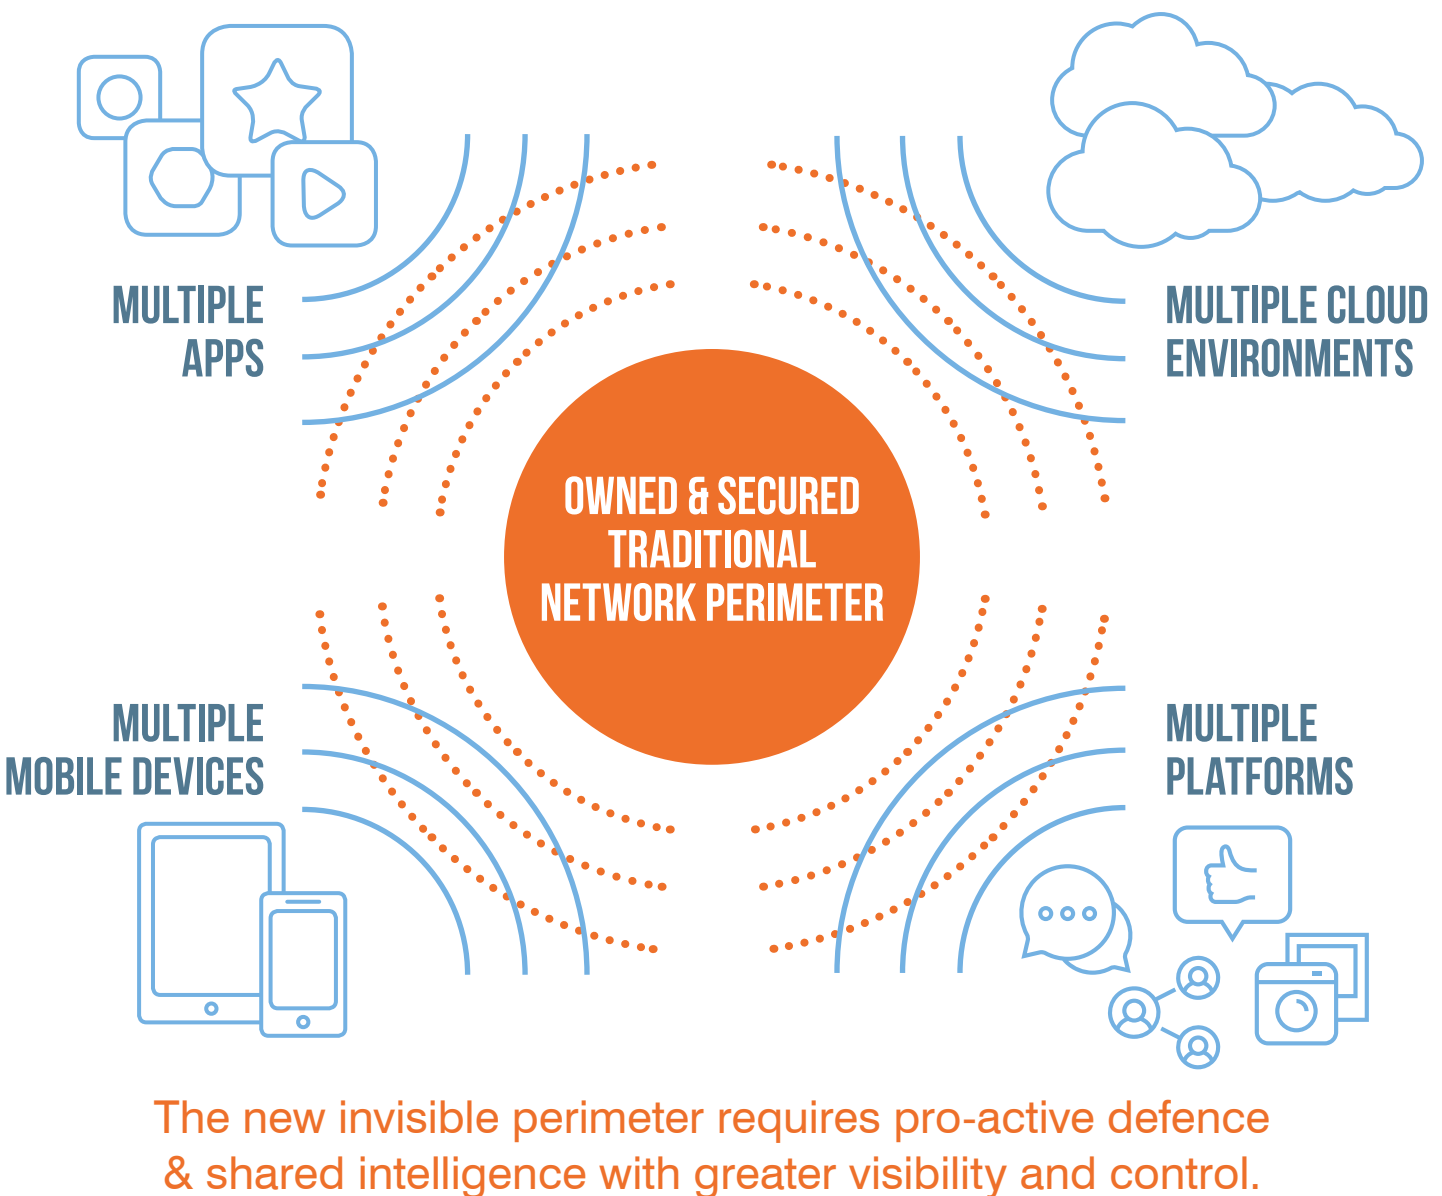 MULTIPLE
APPS
MULTIPLE CLOUD
ENVIRONMENTS
OWNED & SECURED
TRADITIONAL
NETWORK PERIMETER
MULTIPLE
MOBILE DEVICES
MULTIPLE
PLATFORMS
The new invisible perimeter requires pro-active defence
& shared intelligence with greater visibility and control.